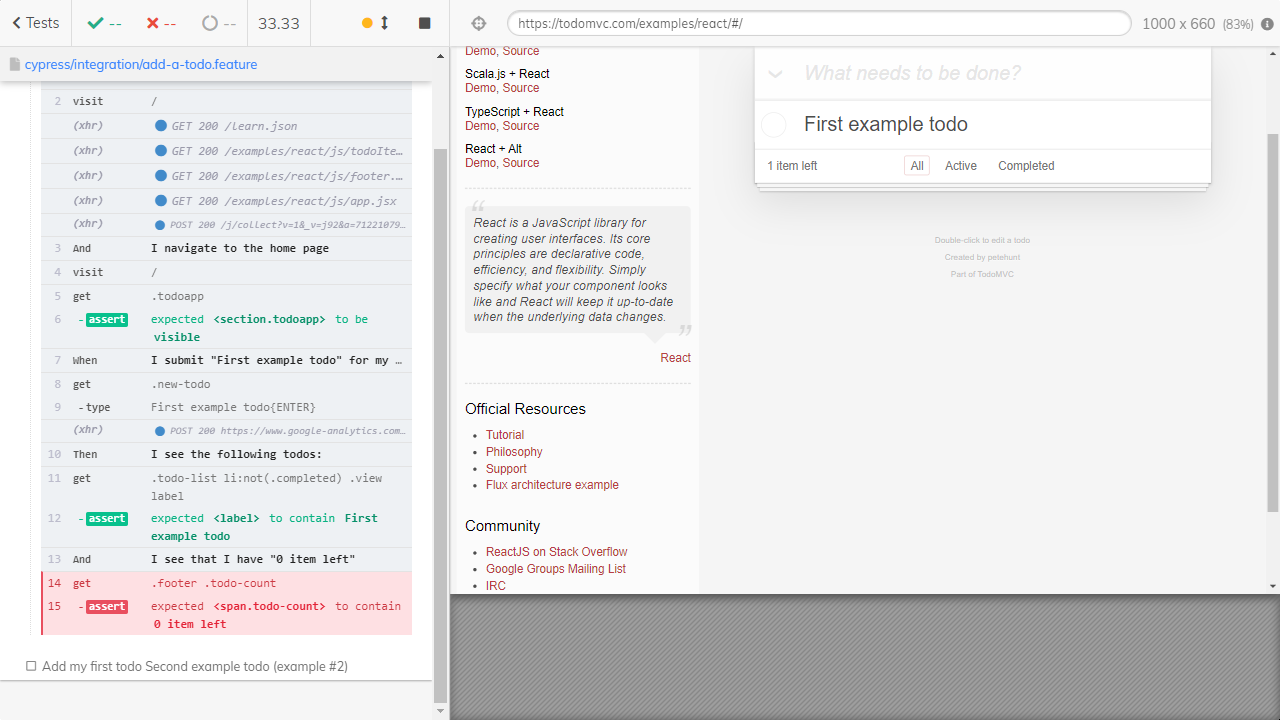 Tests
--
--
--
33.33
https://todomvc.com/examples/react/#/
1000 x 660 (83%)
cypress/integration/add-a-todo.feature
2 visit /
(xhr) GET 200 /learn.json
(xhr) GET 200 /examples/react/js/todoIte…
(xhr) GET 200 /examples/react/js/footer.…
(xhr) GET 200 /examples/react/js/app.jsx
(xhr) POST 200 /j/collect?v=1&_v=j92&a=71221079…
3 And I navigate to the home page
4 visit /
5 get .todoapp
6 -assert expected <section.todoapp> to be
visible
7 When I submit "First example todo" for my …
8 get .new-todo
9 -type First example todo{ENTER}
(xhr) POST 200 https://www.google-analytics.com…
10 Then I see the following todos:
11 get .todo-list li:not(.completed) .view
label
12 -assert expected <label> to contain First
example todo
13 And I see that I have "0 item left"
14 get .footer .todo-count
15 -assert expected <span.todo-count> to contain
0 item left
Add my first todo Second example todo (example #2)
Demo, Source
Scala.js + React
Demo, Source
TypeScript + React
Demo, Source
React + Alt
Demo, Source
“
React is a JavaScript library for
creating user interfaces. Its core
principles are declarative code,
efficiency, and flexibility. Simply
specify what your component looks
like and React will keep it up-to-date
when the underlying data changes.
”
React
Official Resources
• Tutorial
• Philosophy
• Support
• Flux architecture example
Community
• ReactJS on Stack Overflow
• Google Groups Mailing List
• IRC
What needs to be done?
First example todo
1 item left All Active Completed
Double-click to edit a todo
Created by petehunt
Part of TodoMVC